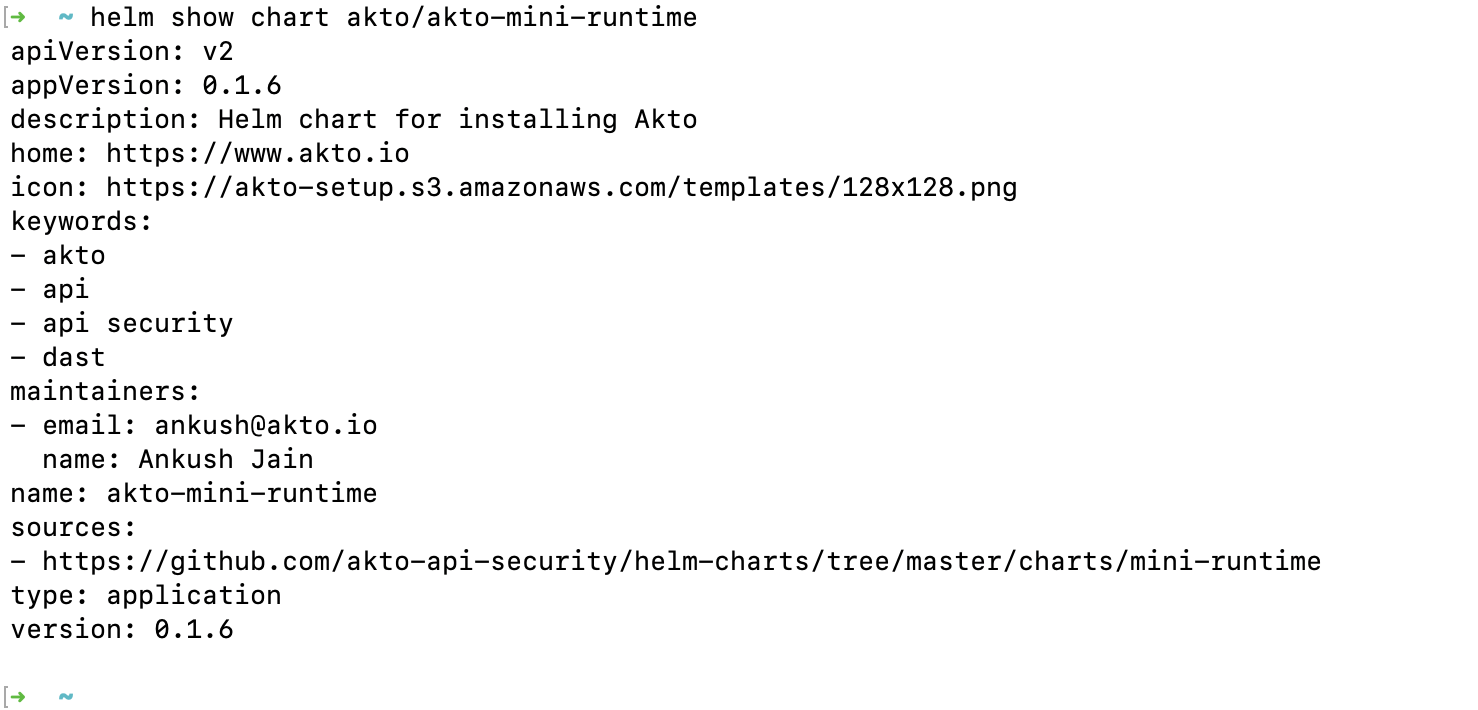 [➜  ~ helm show chart akto/akto-mini-runtime
apiVersion: v2
appVersion: 0.1.6
description: Helm chart for installing Akto
home: https://www.akto.io
icon: https://akto-setup.s3.amazonaws.com/templates/128x128.png
keywords:
- akto
- api
- api security
- dast
maintainers:
- email: ankush@akto.io
  name: Ankush Jain
name: akto-mini-runtime
sources:
- https://github.com/akto-api-security/helm-charts/tree/master/charts/mini-runtime
type: application
version: 0.1.6
[➜  ~